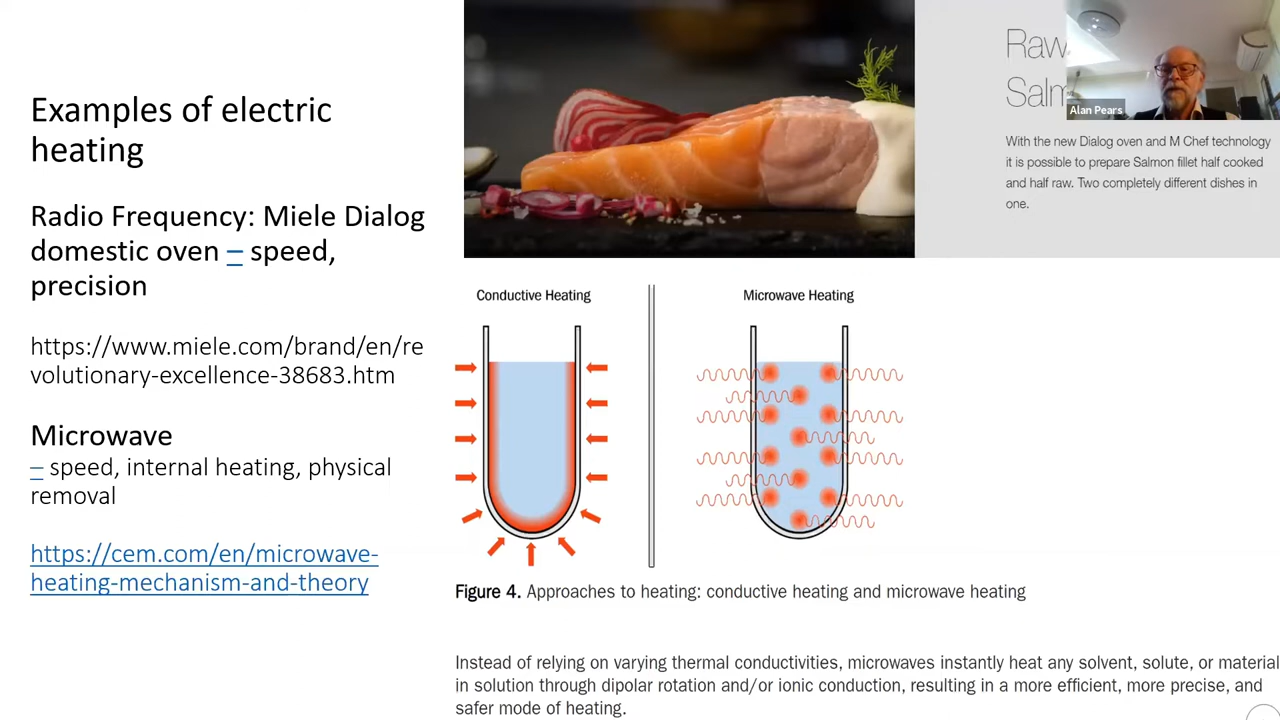 Examples of electric
heating
Radio Frequency: Miele Dialog
domestic oven – speed,
precision
https://www.miele.com/brand/en/re
volutionary-excellence-38683.htm
Microwave
– speed, internal heating, physical
removal
https://cem.com/en/microwave-
heating-mechanism-and-theory
Raw
Alan Pears
With the new Dialog oven and M Chef technology
it is possible to prepare Salmon fillet half cooked
and half raw. Two completely different dishes in
one.
Conductive Heating
Microwave Heating
Figure 4. Approaches to heating: conductive heating and microwave heating
Instead of relying on varying thermal conductivities, microwaves instantly heat any solvent, solute, or material
in solution through dipolar rotation and/or ionic conduction, resulting in a more efficient, more precise, and
safer mode of heating.